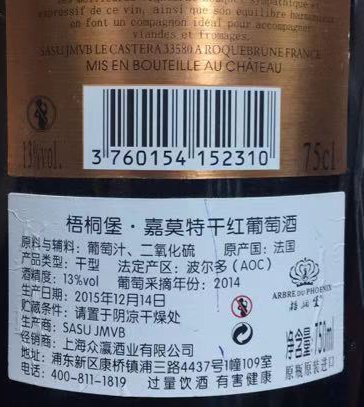 expressif de ce vin, ainsi que son équilibre harmonieux
en font un compagnon idéal pour accompagner
viandes et fromages.
SASU JMVB LE CASTERA 33580 A ROQUEBRUNE FRANCE
MIS EN BOUTEILLE AU CHATEAU
13%vol.
3 760154 152310
75cl
梧桐堡·嘉莫特干红葡萄酒
原料与辅料: 葡萄汁、二氧化硫 原产国: 法国
产品类型: 干型 法定产区: 波尔多 (AOC)
酒精度: 13%vol 葡萄采摘年份: 2014
生产日期: 2015年12月14日
贮藏条件: 请置于阴凉干燥处
生产商: SASU JMVB
经销商: 上海众瀛酒业有限公司
地址: 浦东新区康桥镇浦三路4437号1幢109室
电话: 400-811-1819 过量饮酒 有害健康
ARBRE DU PHOENIX
梧桐堡
净含量 750ml
原瓶原装进口